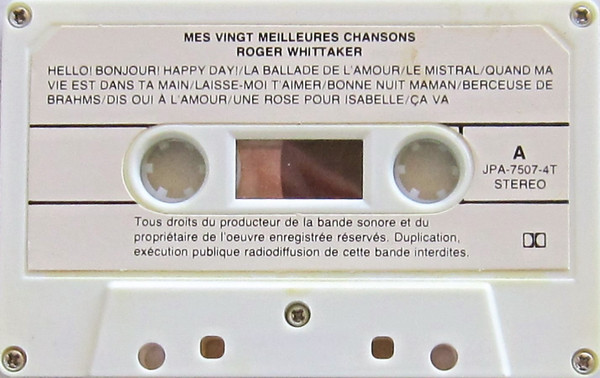 MES VINGT MEILLEURES CHANSONS
ROGER WHITTAKER
HELLO! BONJOUR! HAPPY DAY!/LA BALLADE DE L'AMOUR/LE MISTRAL/QUAND MA
VIE EST DANS TA MAIN/LAISSE-MOI T'AIMER/BONNE NUIT MAMAN/BERCEUSE DE
BRAHMS/DIS OUI À L'AMOUR/UNE ROSE POUR ISABELLE/ÇA VA
A
JPA-7507-4T
STEREO
Tous droits du producteur de la bande sonore et du
propriétaire de l'oeuvre enregistrée réservés. Duplication,
exécution publique radiodiffusion de cette bande interdites.